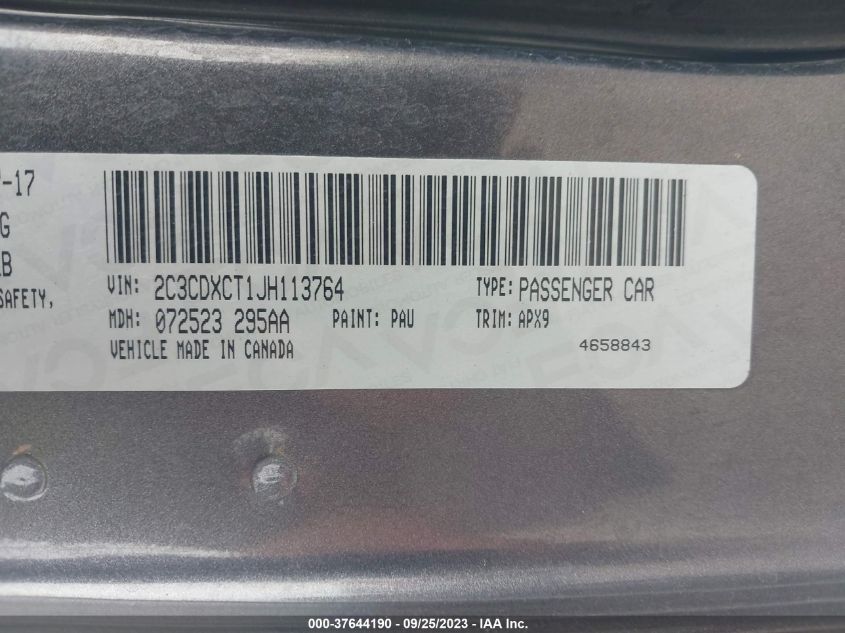 -17
G
B
SAFETY,
VIN: 2C3CDXCT1JH113764 TYPE: PASSENGER CAR
MDH: 072523 295AA PAINT: PAU TRIM: APX9
VEHICLE MADE IN CANADA 4658843
000-37644190 - 09/25/2023 - IAA Inc.